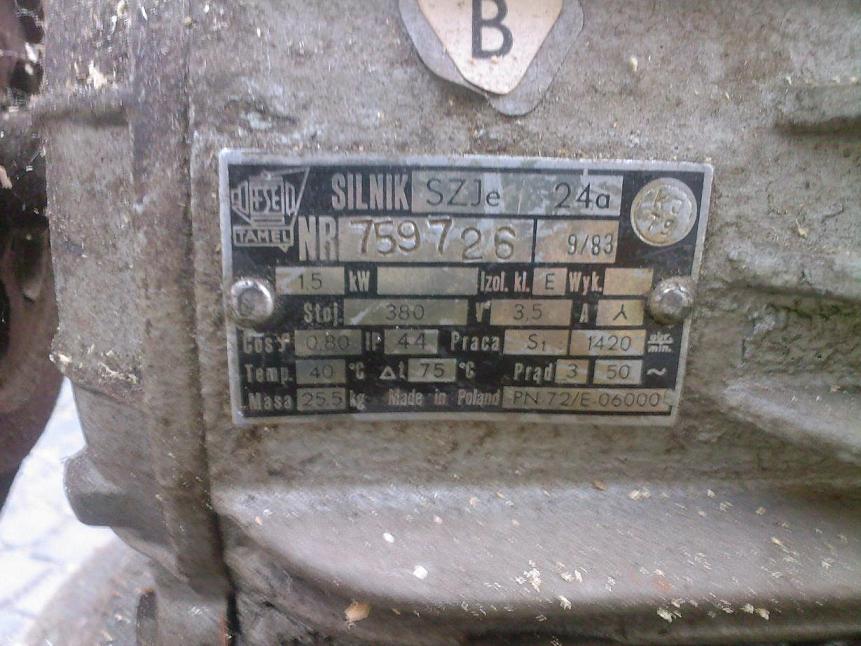 B
TAMEL SILNIK SZJe 24a
NR 759726 9/83
1,5 kW Izol. kl. E Wyk.
Stoj. 380 V 3,5 A
Cos φ 0,80 IP 44 Praca S1 1420 obr. min.
Temp. 40 °C Δt 75 °C Prąd 3 50 ~
Masa 25,5 kg Made in Poland PN-72/E-06000